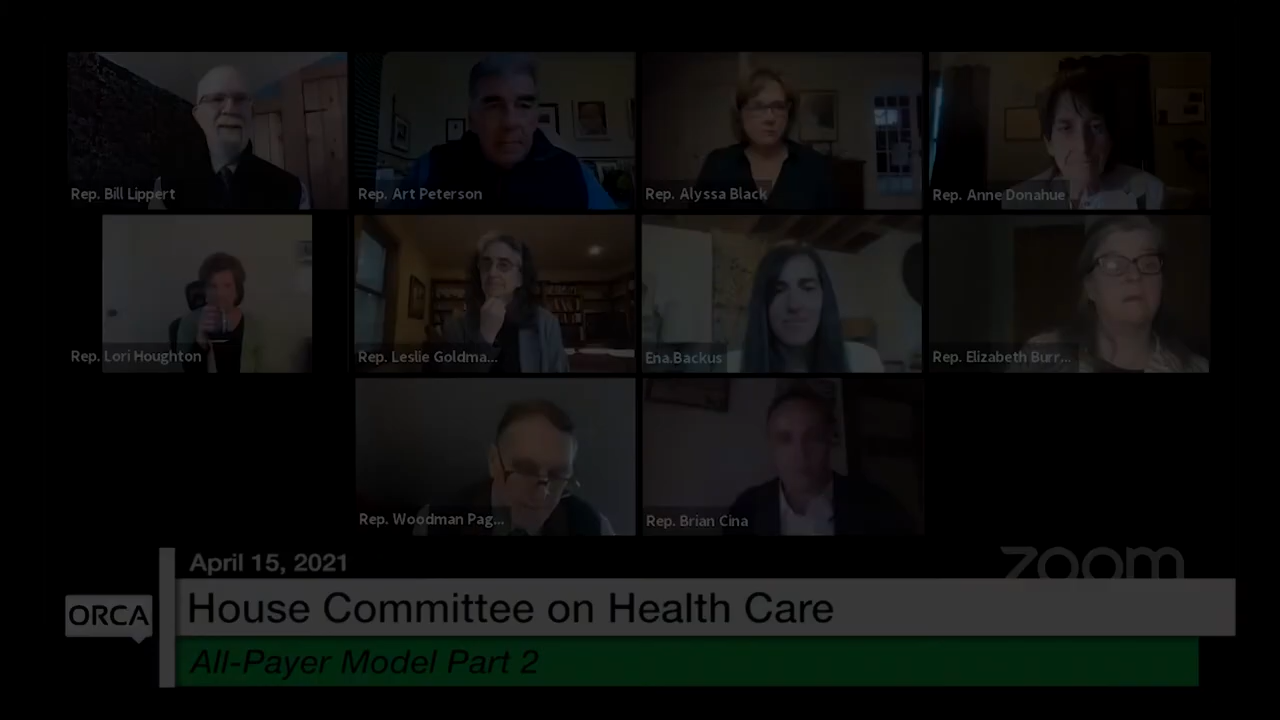 Rep. Bill Lippert
Rep. Art Peterson
Rep. Alyssa Black
Rep. Anne Donahue
Rep. Lori Houghton
Rep. Leslie Goldma...
Ena.Backus
Rep. Elizabeth Burr...
Rep. Woodman Pag...
Rep. Brian Cina
April 15, 2021
zoom
ORCA
House Committee on Health Care
All-Payer Model Part 2